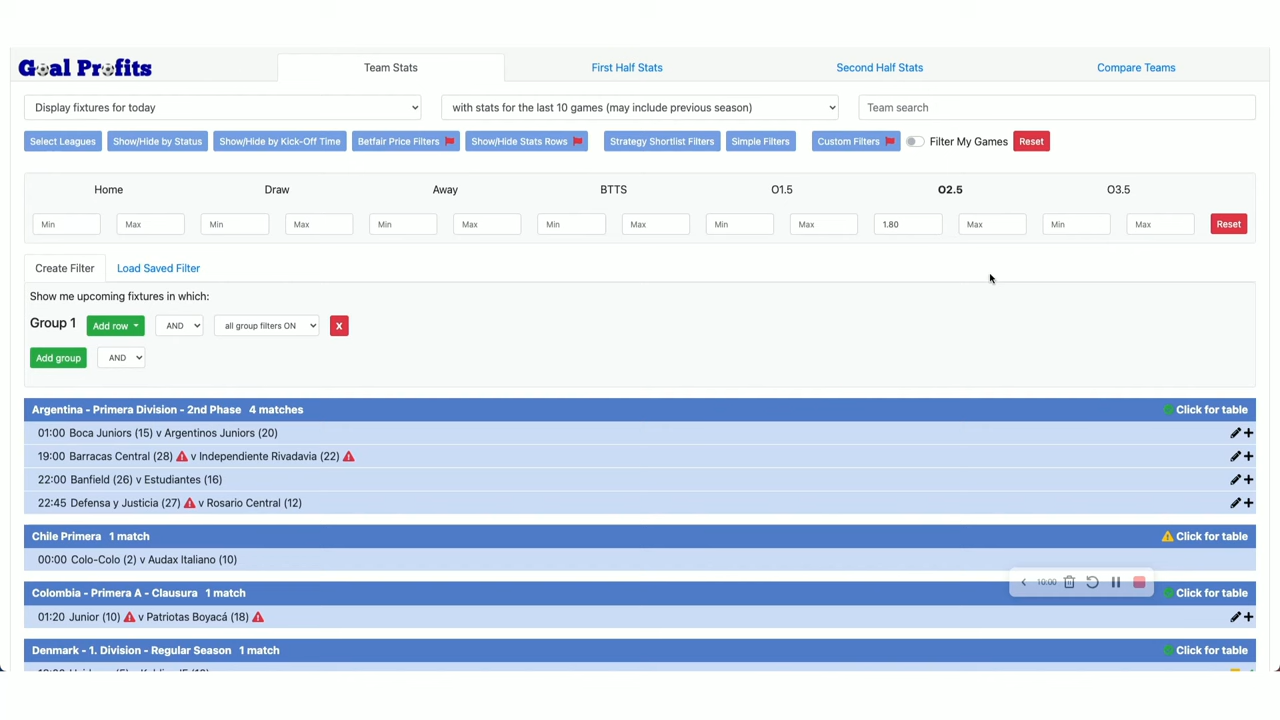 Goal Profits
Team Stats
First Half Stats
Second Half Stats
Compare Teams
Display fixtures for today
with stats for the last 10 games (may include previous season)
Team search
Select Leagues
Show/Hide by Status
Show/Hide by Kick-Off Time
Betfair Price Filters
Show/Hide Stats Rows
Strategy Shortlist Filters
Simple Filters
Custom Filters
Filter My Games
Reset
Home
Draw
Away
BTTS
O1.5
O2.5
O3.5
Min
Max
Min
Max
Min
Max
Min
Max
Min
Max
1.80
Max
Min
Max
Reset
Create Filter
Load Saved Filter
Show me upcoming fixtures in which:
Group 1
Add row
AND
all group filters ON
X
Add group
AND
Argentina - Primera Division - 2nd Phase 4 matches
Click for table
01:00 Boca Juniors (15) v Argentinos Juniors (20)
19:00 Barracas Central (28) v Independiente Rivadavia (22)
22:00 Banfield (26) v Estudiantes (16)
22:45 Defensa y Justicia (27) v Rosario Central (12)
Chile Primera 1 match
Click for table
00:00 Colo-Colo (2) v Audax Italiano (10)
10:00
Colombia - Primera A - Clausura 1 match
Click for table
01:20 Junior (10) v Patriotas Boyacá (18)
Denmark - 1. Division - Regular Season 1 match
Click for table